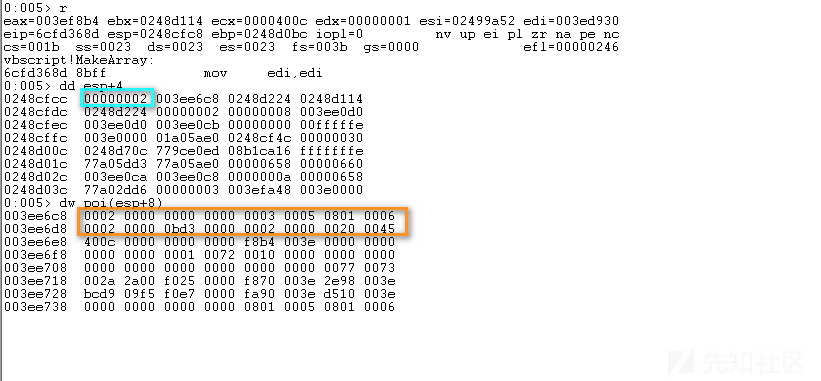 0:005> r
eax=003ef8b4 ebx=0248d114 ecx=0000400c edx=00000001 esi=02499a52 edi=003ed930
eip=6cfd368d esp=0248cfc8 ebp=0248d0bc iopl=0         nv up ei pl zr na pe nc
cs=001b  ss=0023  ds=0023  es=0023  fs=003b  gs=0000             efl=00000246
vbscript!MakeArray:
6cfd368d 8bff            mov     edi,edi
0:005> dd esp+4
0248cfcc  00000002 003ee6c8 0248d224 0248d114
0248cfdc  0248d224 00000002 00000008 003ee0d0
0248cfec  003ee0d0 003ee0cb 00000000 00fffffe
0248cffc  003e0000 01a05ae0 0248cf4c 00000030
0248d00c  0248d70c 779ce0ed 08b1ca16 fffffffe
0248d01c  77a05dd3 77a05ae0 00000658 00000660
0248d02c  003ee0ca 003ee0c8 0000000a 00000658
0248d03c  77a02dd6 00000003 003efa48 003e0000
0:005> dw poi(esp+8)
003ee6c8  0002 0000 0000 0000 0003 0005 0801 0006
003ee6d8  0002 0000 0bd3 0000 0002 0000 0020 0045
003ee6e8  400c 0000 0000 0000 f8b4 003e 0000 0000
003ee6f8  0000 0000 0001 0072 0010 0000 0000 0000
003ee708  0000 0000 0000 0000 0000 0000 0077 0073
003ee718  002a 2a00 f025 0000 f870 003e 2e98 003e
003ee728  bcd9 09f5 f0e7 0000 fa90 003e d510 003e
003ee738  0000 0000 0000 0000 0801 0005 0801 0006
先知社区